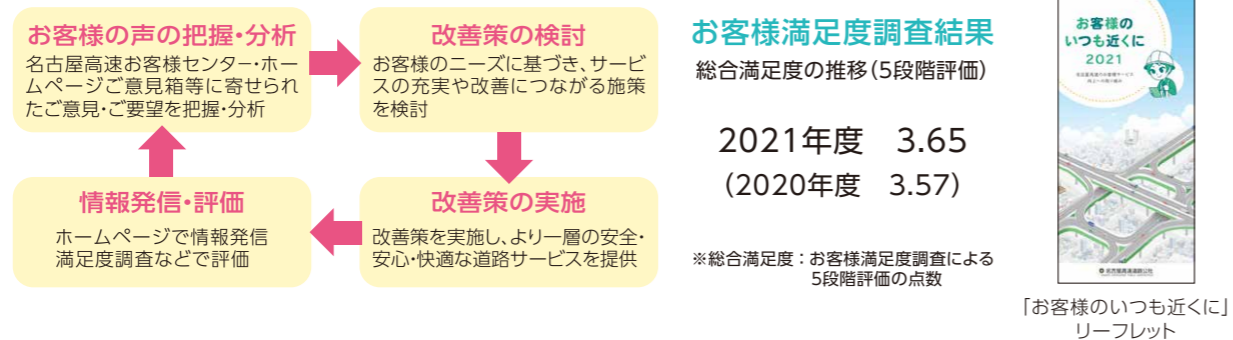 お客様の声の把握・分析
名古屋高速お客様センター・ホー
ムページご意見箱等に寄せられ
たご意見・ご要望を把握・分析
改善策の検討
お客様のニーズに基づき、サービ
スの充実や改善につながる施策
を検討
情報発信・評価
ホームページで情報発信
満足度調査などで評価
改善策の実施
改善策を実施し、より一層の安全・
安心・快適な道路サービスを提供
お客様満足度調査結果
総合満足度の推移（5段階評価）
2021年度　3.65
（2020年度　3.57）
※総合満足度：お客様満足度調査による
5段階評価の点数
お客様の
いつも近くに
2021
名古屋高速道路公社
「お客様のいつも近くに」
リーフレット